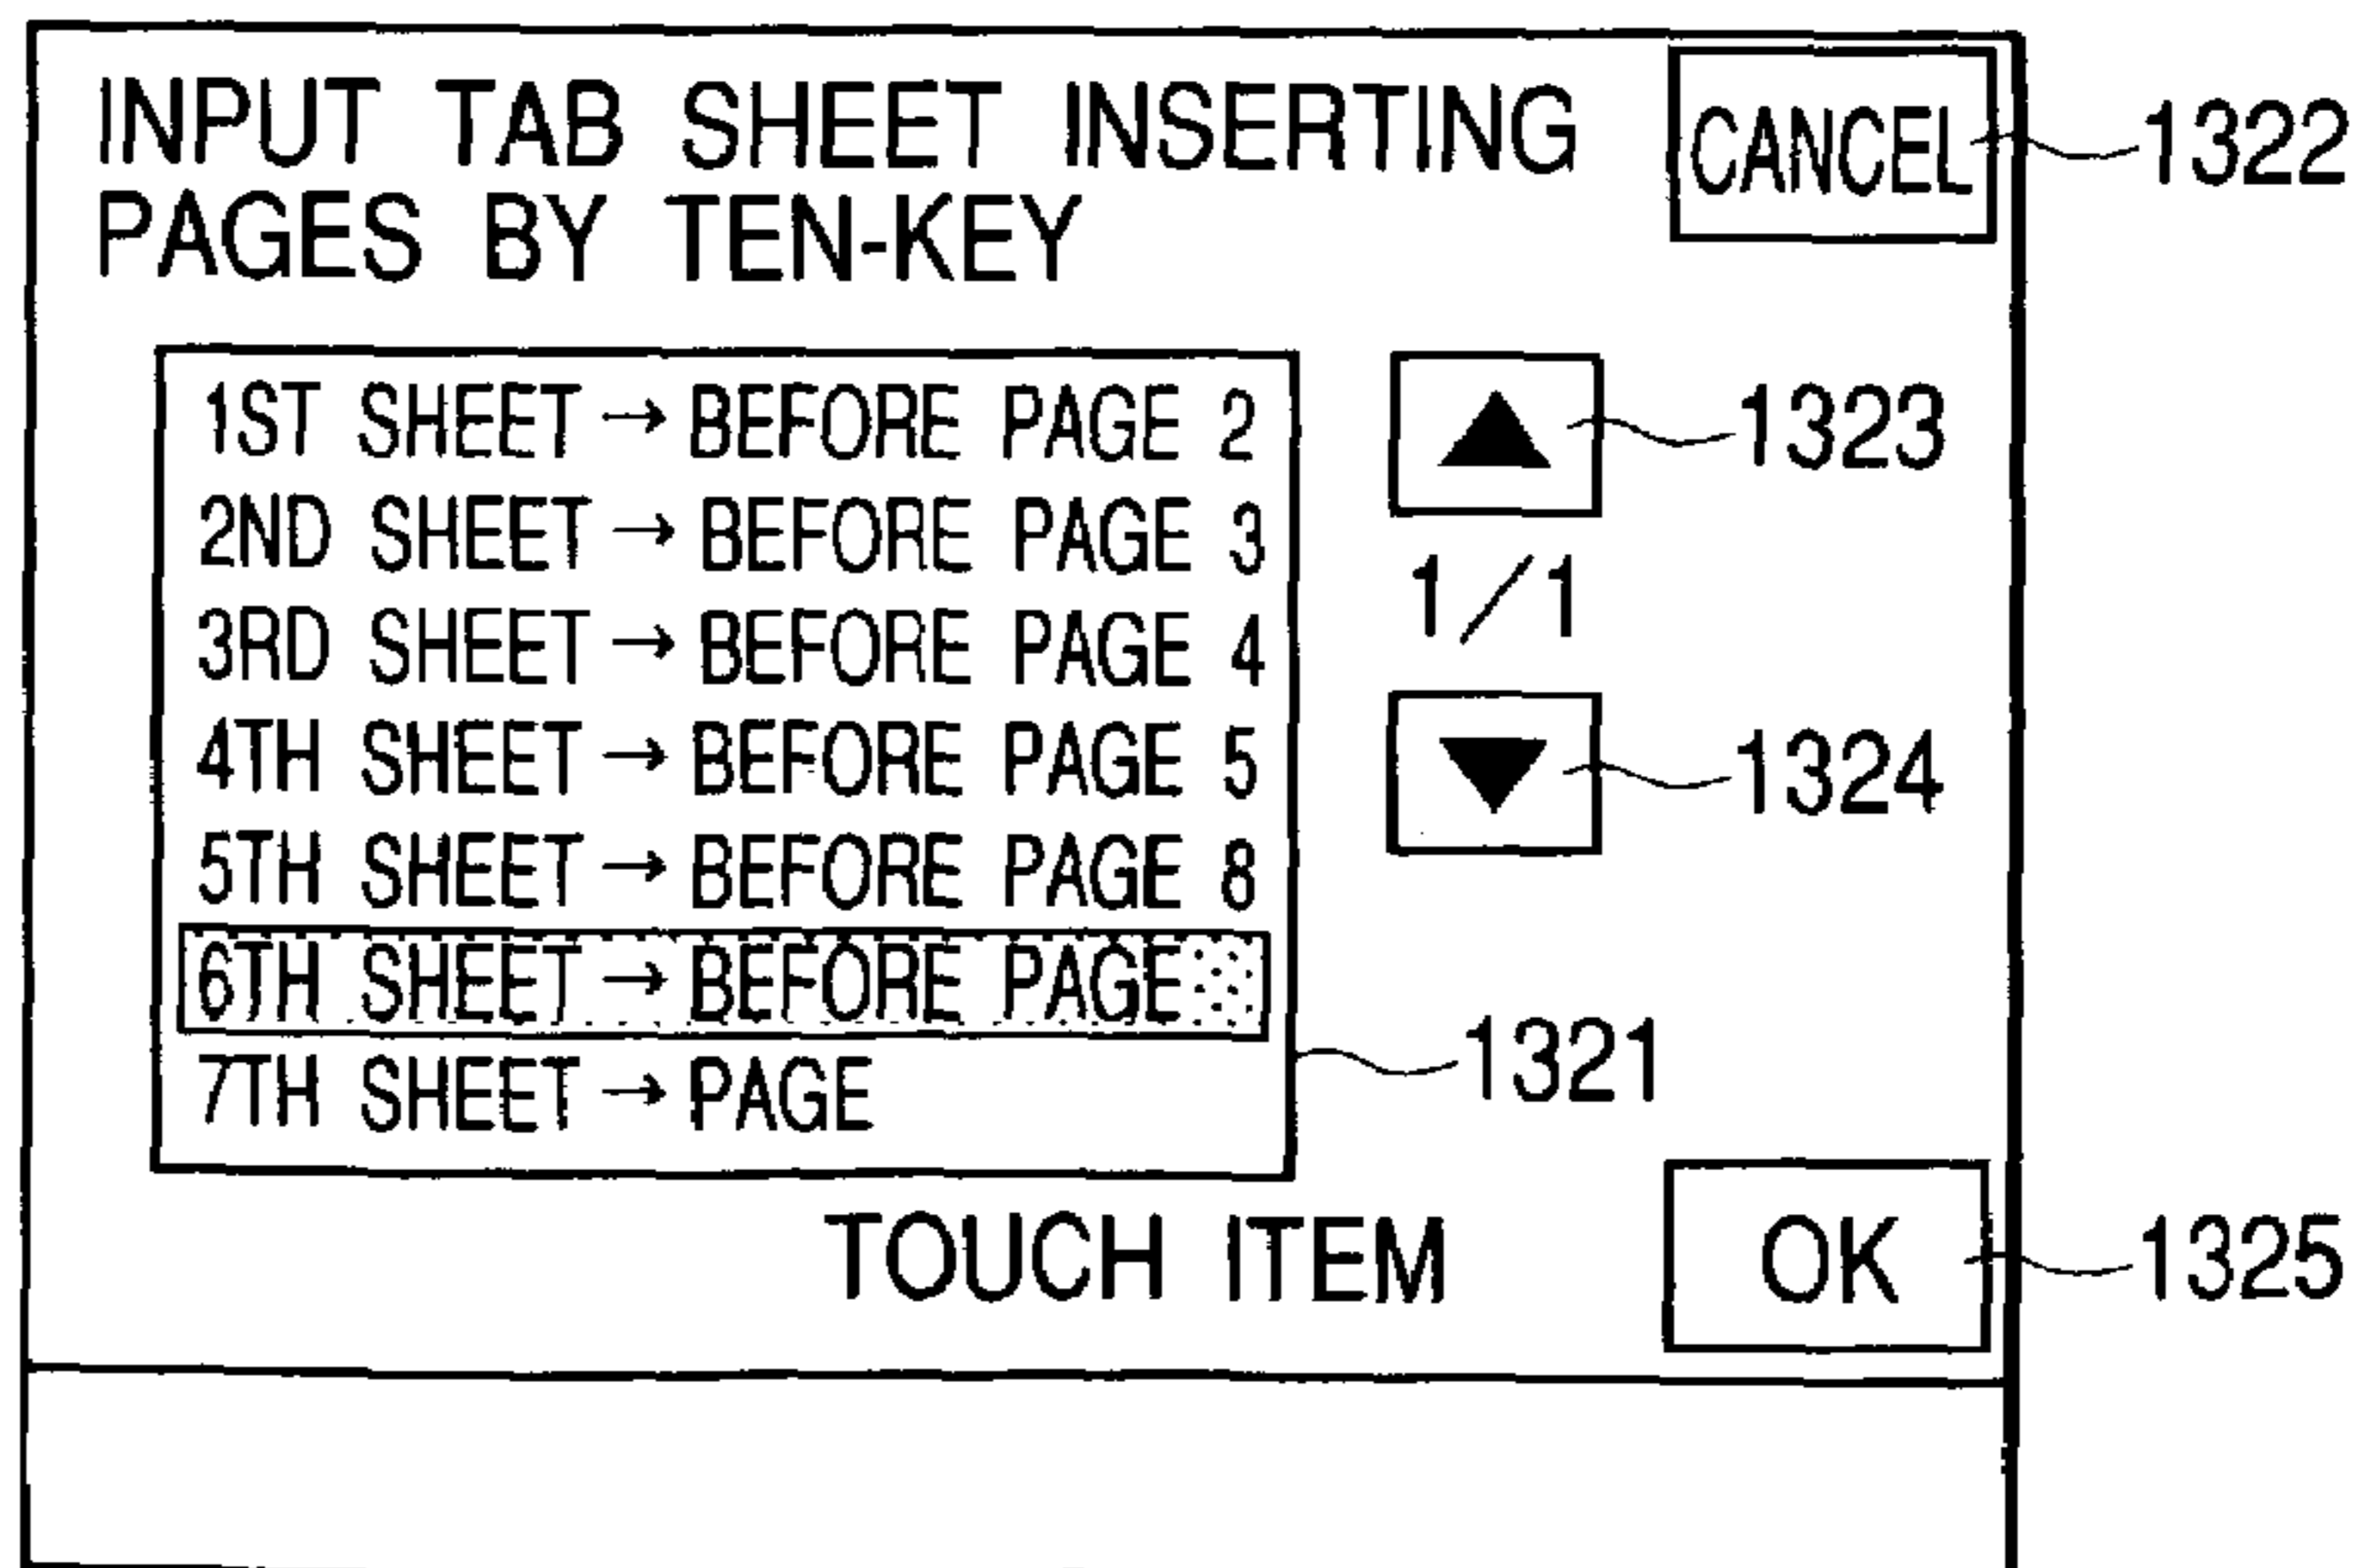 INPUT TAB SHEET INSERTING
PAGES BY TEN-KEY
CANCEL
1322
1ST SHEET → BEFORE PAGE 2
2ND SHEET → BEFORE PAGE 3
3RD SHEET → BEFORE PAGE 4
4TH SHEET → BEFORE PAGE 5
5TH SHEET → BEFORE PAGE 8
6TH SHEET → BEFORE PAGE
7TH SHEET → PAGE
1323
1/1
1324
1321
TOUCH ITEM
OK
1325